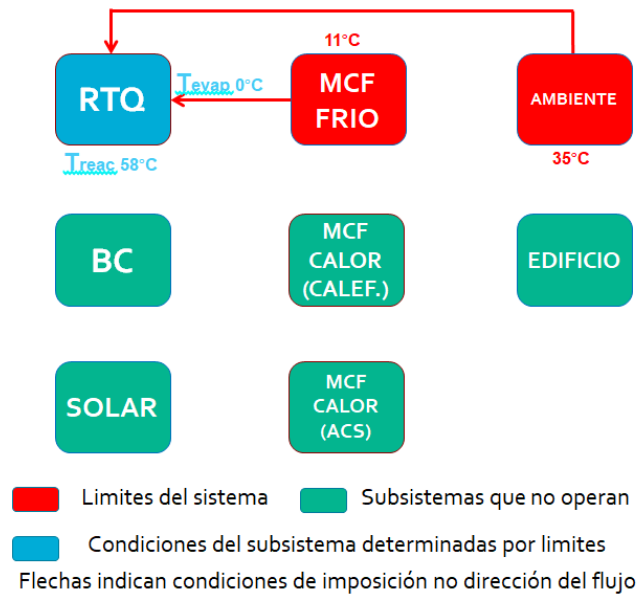 11°C
RTQ
Tevap 0°C
MCF
FRIO
AMBIENTE
Treac 58°C
35°C
BC
MCF
CALOR
(CALEF.)
EDIFICIO
SOLAR
MCF
CALOR
(ACS)
Limites del sistema
Subsistemas que no operan
Condiciones del subsistema determinadas por limites
Flechas indican condiciones de imposición no dirección del flujo